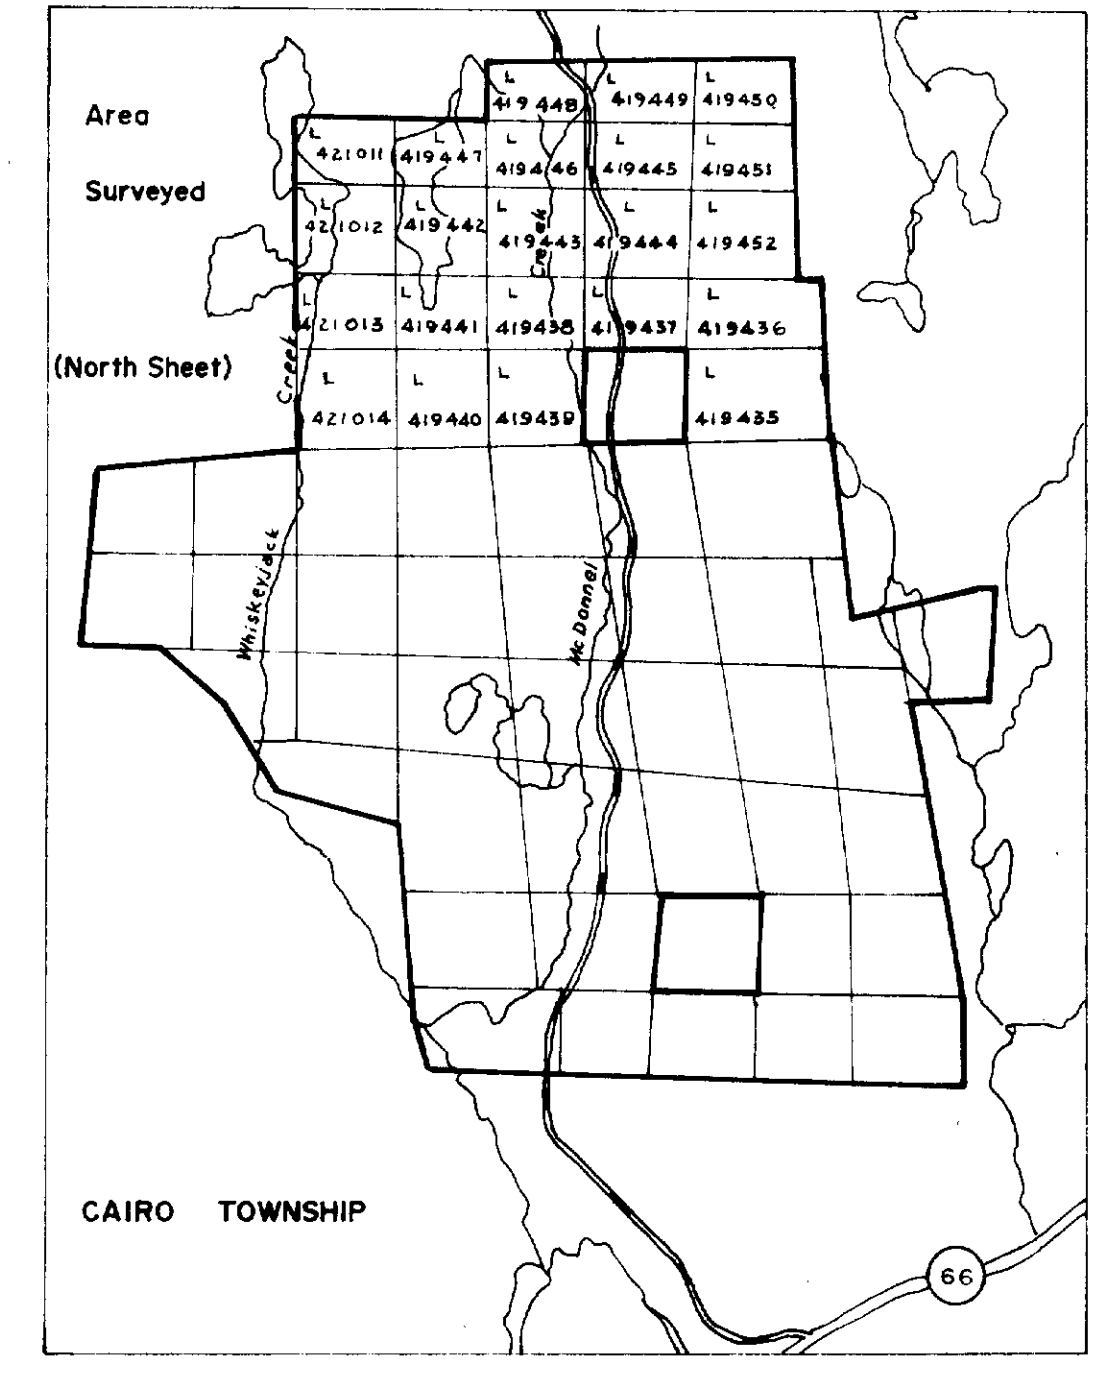 Area
L L L
419448 419449 419450
L L L L L
421011 419447 419446 419445 419451
Surveyed
L L L L L
421012 419442 419443 419444 419452
Creek
L L L L L
421013 419441 419438 419437 419436
(North Sheet)
Creek
L L L L
421014 419440 419439 419435
Whiskeyjack
McDonnel
CAIRO TOWNSHIP
66